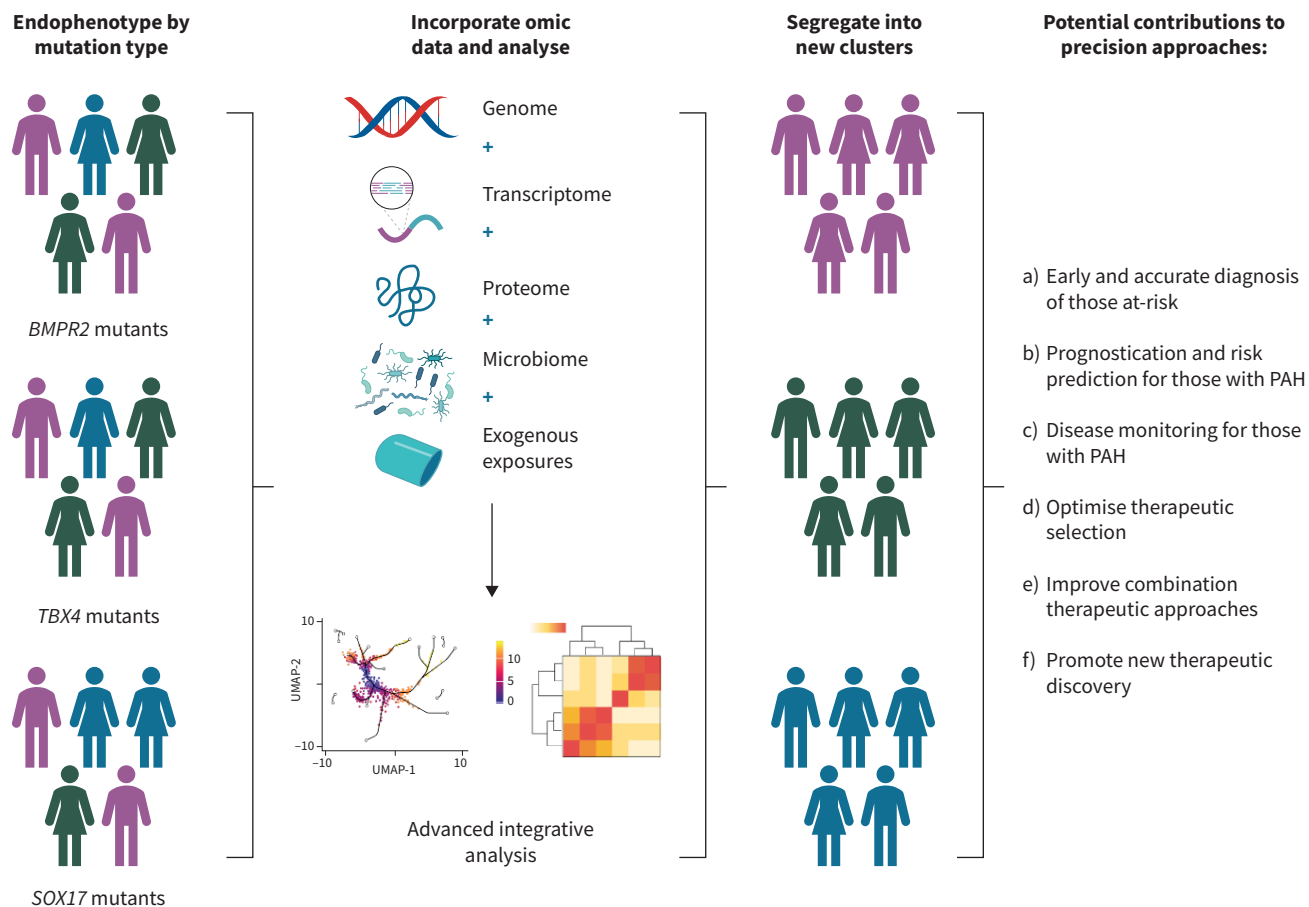 Endophenotype by
mutation type
BMPR2 mutants
TBX4 mutants
SOX17 mutants
Incorporate omic
data and analyse
Genome
+
Transcriptome
+
Proteome
+
Microbiome
+
Exogenous
exposures
10
UMAP-2
−10
−10
UMAP-1
10
10
5
0
Advanced integrative
analysis
Segregate into
new clusters
Potential contributions to
precision approaches:
a) Early and accurate diagnosis
of those at-risk
b) Prognostication and risk
prediction for those with PAH
c) Disease monitoring for those
with PAH
d) Optimise therapeutic
selection
e) Improve combination
therapeutic approaches
f) Promote new therapeutic
discovery